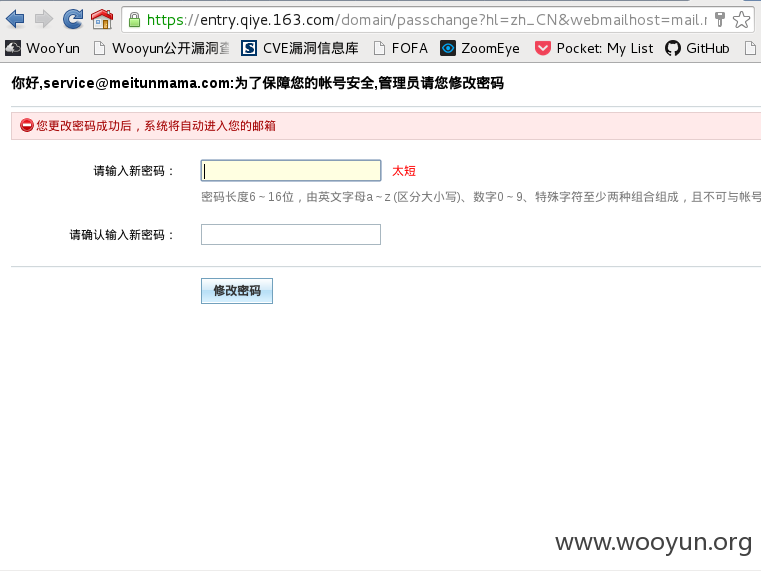 https://entry.qiye.163.com/domain/passchange?hl=zh_CN&webmailhost=mail.r
WooYun Wooyun公开漏洞查 CVE漏洞信息库 FOFA ZoomEye Pocket: My List GitHub
你好,service@meitunmama.com:为了保障您的帐号安全,管理员请您修改密码
您更改密码成功后，系统将自动进入您的邮箱
请输入新密码： 太短
密码长度6～16位，由英文字母a～z(区分大小写)、数字0～9、特殊字符至少两种组合组成，且不可与帐号
请确认输入新密码：
修改密码
www.wooyun.org